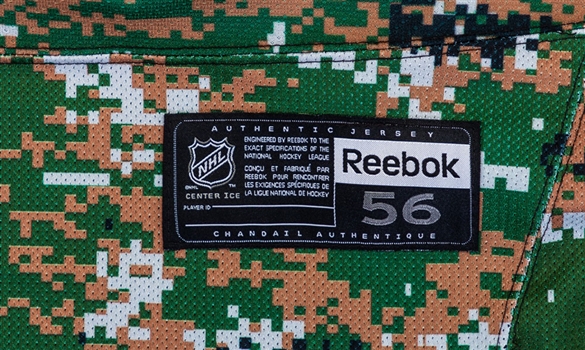 AUTHENTIC JERSEY
NHL
®NHL ™
CENTER ICE
PLAYER ID
ENGINEERED BY REEBOK TO THE
EXACT SPECIFICATIONS OF THE
NATIONAL HOCKEY LEAGUE
CONÇU ET FABRIQUÉ PAR
REEBOK POUR RENCONTRER
LES EXIGENCES SPÉCIFIQUES DE
LA LIGUE NATIONAL DE HOCKEY
Reebok
56
CHANDAIL AUTHENTIQUE